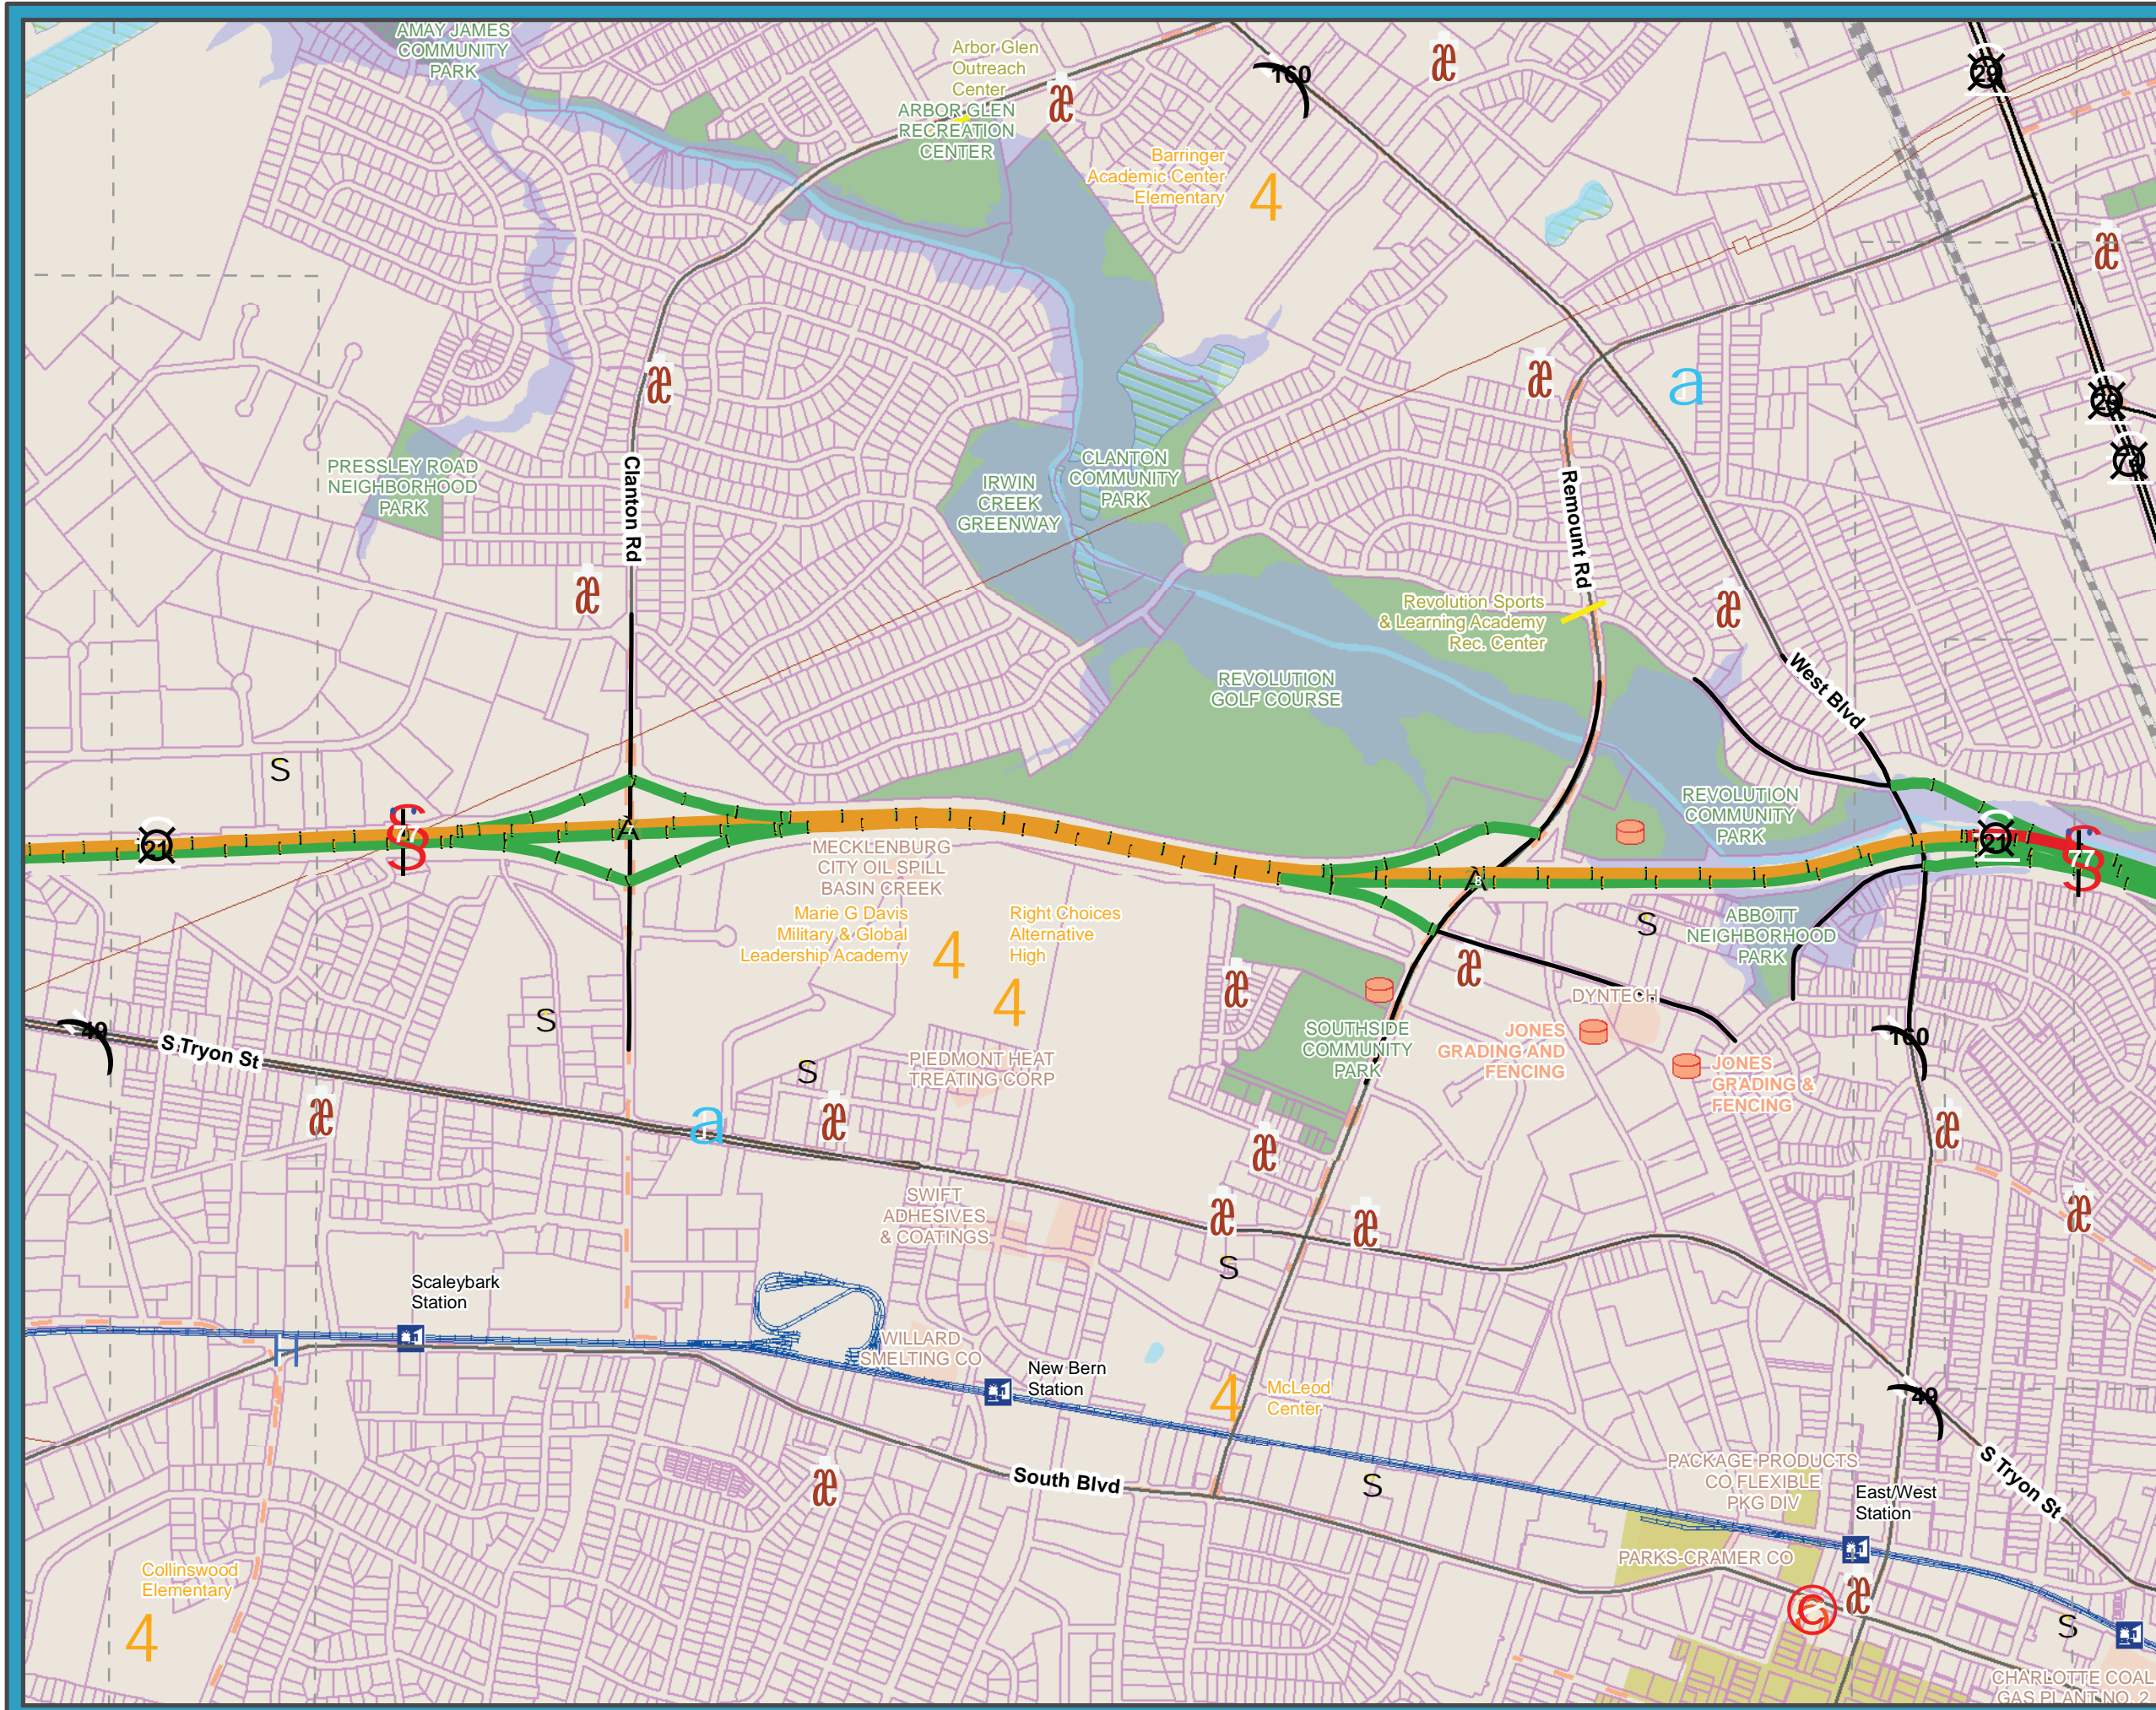 AMAY JAMES
COMMUNITY
PARK
Arbor Glen
Outreach
Center
ARBOR GLEN
RECREATION
CENTER
æ
160
æ
29
Barringer
Academic Center
Elementary
4
æ
æ
æ
a
29
PRESSLEY ROAD
NEIGHBORHOOD
PARK
Clanton Rd
IRWIN
CREEK
GREENWAY
CLANTON
COMMUNITY
PARK
Remount Rd
æ
æ
Revolution Sports
& Learning Academy
Rec. Center
West Blvd
REVOLUTION
GOLF COURSE
S
REVOLUTION
COMMUNITY
PARK
21
77
21
77
MECKLENBURG
CITY OIL SPILL
BASIN CREEK
8
Marie G Davis
Military & Global
Leadership Academy
4
Right Choices
Alternative
High
4
S
ABBOTT
NEIGHBORHOOD
PARK
æ
æ
DYNTECH
49
S Tryon St
S
SOUTHSIDE
COMMUNITY
PARK
JONES
GRADING AND
FENCING
JONES
GRADING &
FENCING
160
PIEDMONT HEAT
TREATING CORP
S
æ
a
æ
æ
æ
SWIFT
ADHESIVES
& COATINGS
æ
æ
æ
S
Scaleybark
Station
H
WILLARD
SMELTING CO
New Bern
Station
4
McLeod
Center
49
S Tryon St
South Blvd
æ
S
PACKAGE PRODUCTS
CO FLEXIBLE
PKG DIV
East/West
Station
PARKS-CRAMER CO
Collinswood
Elementary
4
©
æ
S
CHARLOTTE COAL
GAS PLANT NO. 2